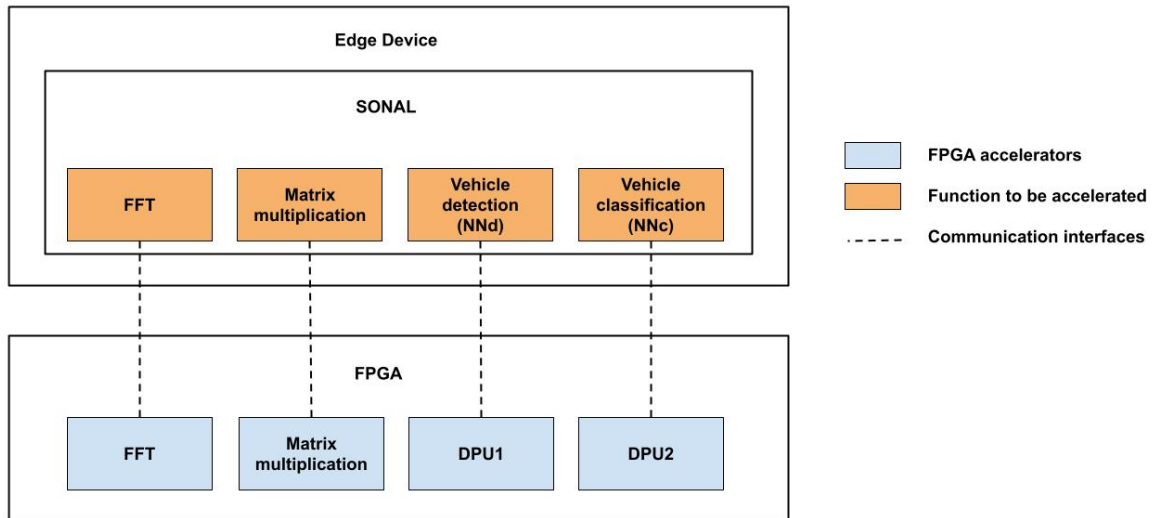 Edge Device
SONAL
FFT
Matrix
multiplication
Vehicle
detection
(NNd)
Vehicle
classification
(NNc)
FPGA
FFT
Matrix
multiplication
DPU1
DPU2
FPGA accelerators
Function to be accelerated
Communication interfaces